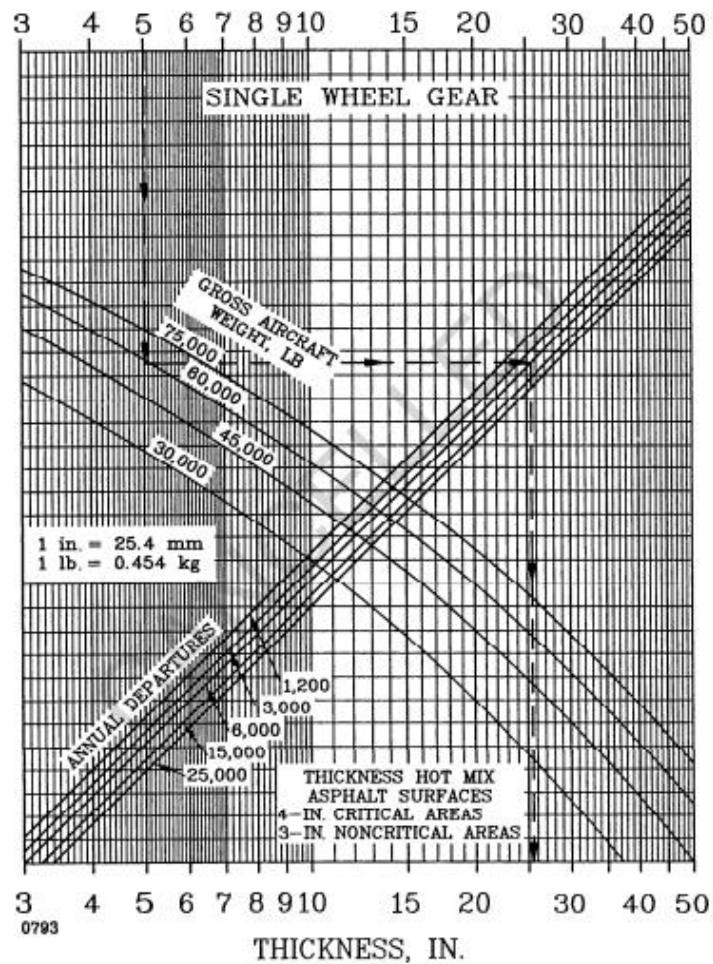 3 4 5 6 7 8 9 10 15 20 30 40 50
SINGLE WHEEL GEAR
GROSS AIRCRAFT
WEIGHT, LB
75,000
60,000
45,000
30,000
1 in. = 25.4 mm
1 lb. = 0.454 kg
ANNUAL DEPARTURES
1,200
3,000
6,000
15,000
25,000
THICKNESS HOT MIX
ASPHALT SURFACES
4-IN. CRITICAL AREAS
3-IN. NONCRITICAL AREAS
3 4 5 6 7 8 9 10 15 20 30 40 50
0793
THICKNESS, IN.